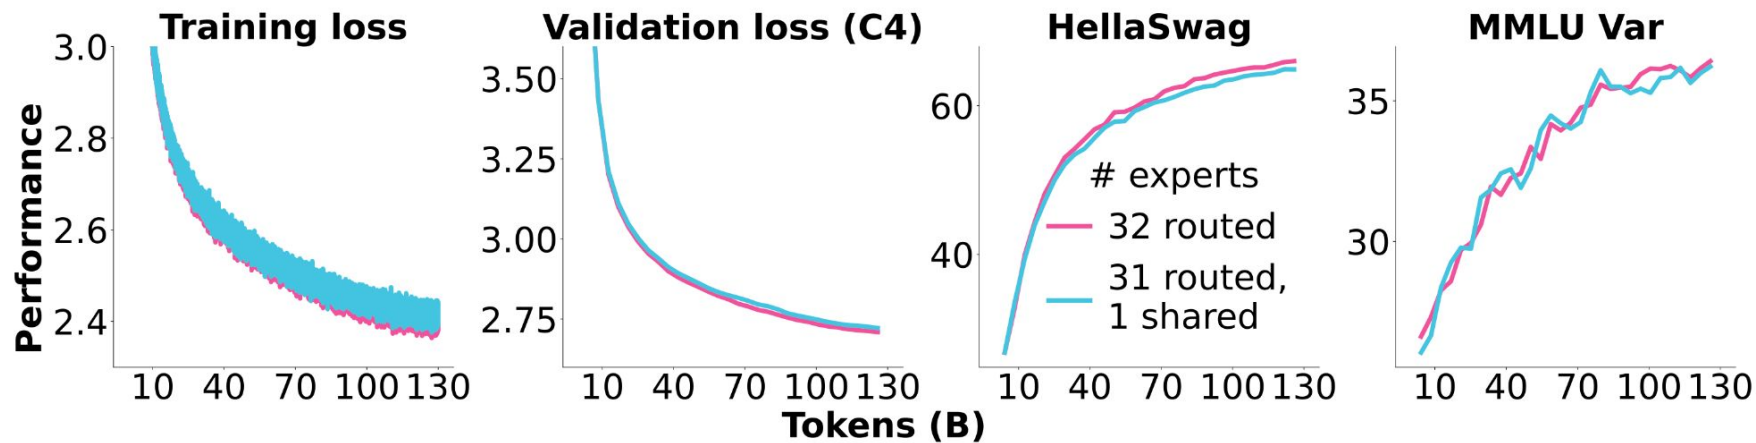 Training loss
Validation loss (C4)
HellaSwag
MMLU Var
Performance
3.0
2.8
2.6
2.4
10 40 70 100 130
3.50
3.25
3.00
2.75
10 40 70 100 130
60
40
# experts
32 routed
31 routed,
1 shared
10 40 70 100 130
35
30
10 40 70 100 130
Tokens (B)